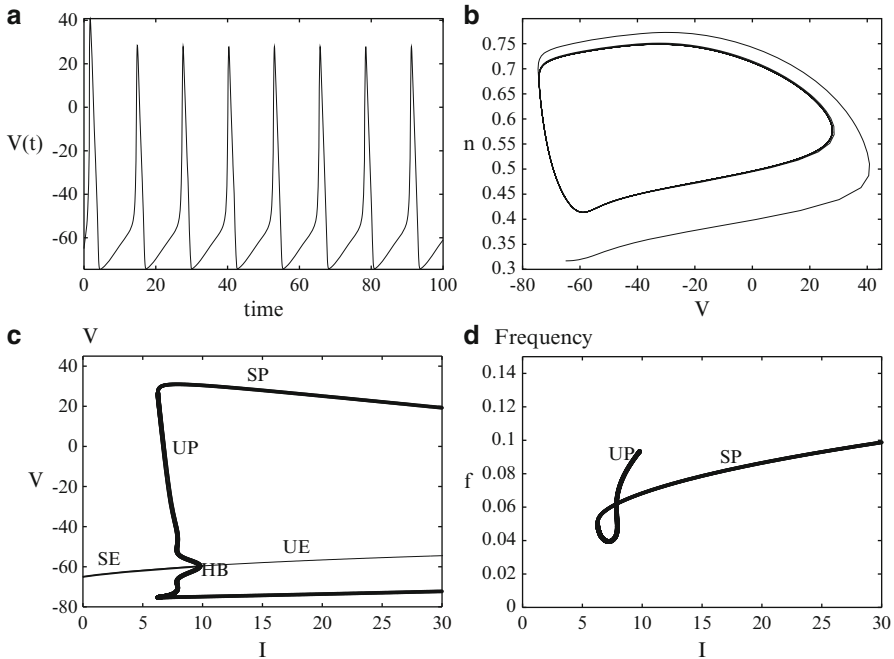 a
40
20
0
-20
-40
-60
V(t)
0 20 40 60 80 100
time
b
0.75
0.7
0.65
0.6
0.55
0.5
0.45
0.4
0.35
0.3
n
-80 -60 -40 -20 0 20 40
V
c
V
40
20
0
-20
-40
-60
-80
V
SP
UP
SE
HB
UE
0 5 10 15 20 25 30
I
d Frequency
0.14
0.12
0.1
0.08
0.06
0.04
0.02
0
f
UP
SP
0 5 10 15 20 25 30
I